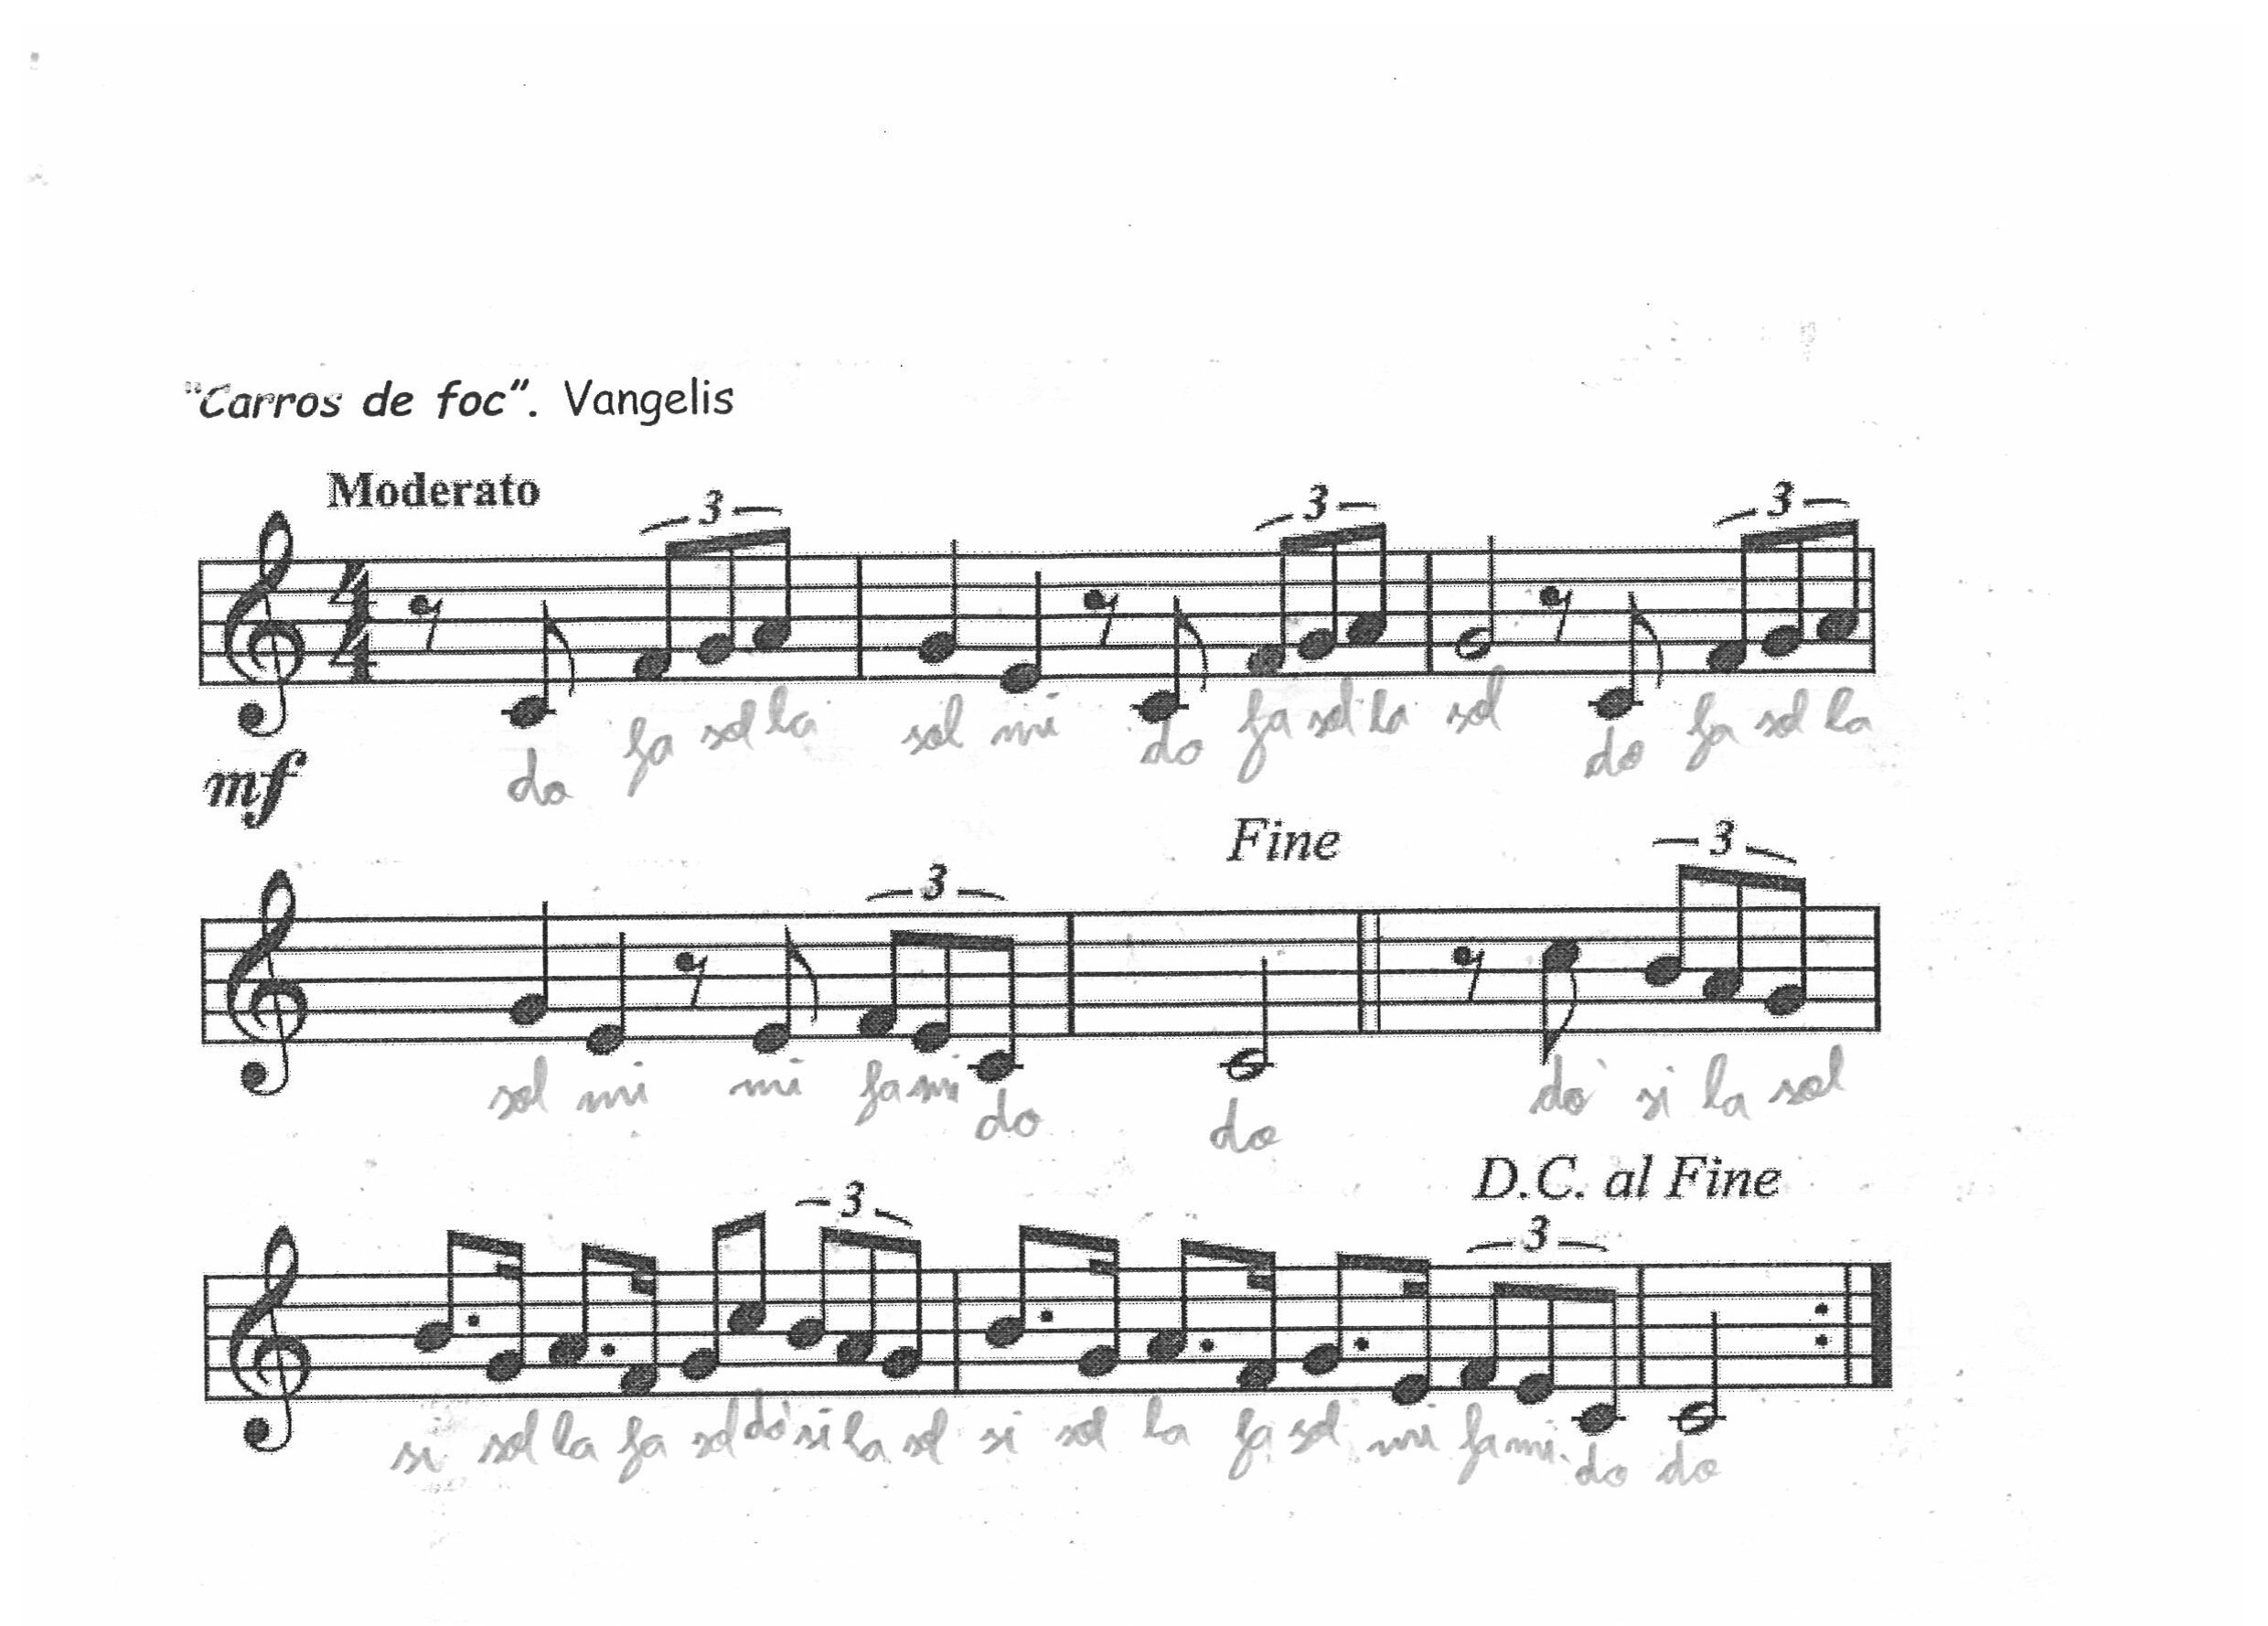 "Carros de foc". Vangelis
Moderato
3 3 3
4
4
do fa sol la sol mi do fa sol la sol do fa sol la
mf
Fine
3 3
sol mi mi fa mi do do do' si la sol
D.C. al Fine
3 3
si sol la fa sol do' si la sol si sol la fa sol mi fa mi do do